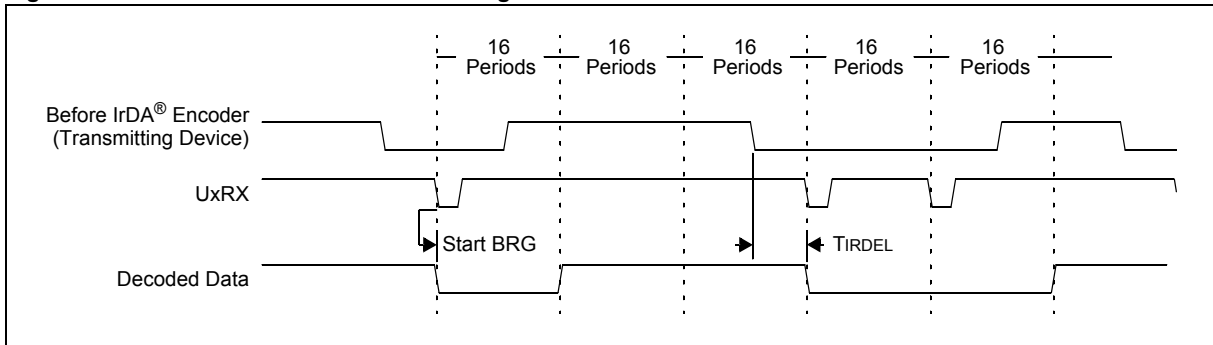 16 16 16 16 16
Periods Periods Periods Periods Periods
Before IrDA® Encoder
(Transmitting Device)
UxRX
Start BRG TIRDEL
Decoded Data